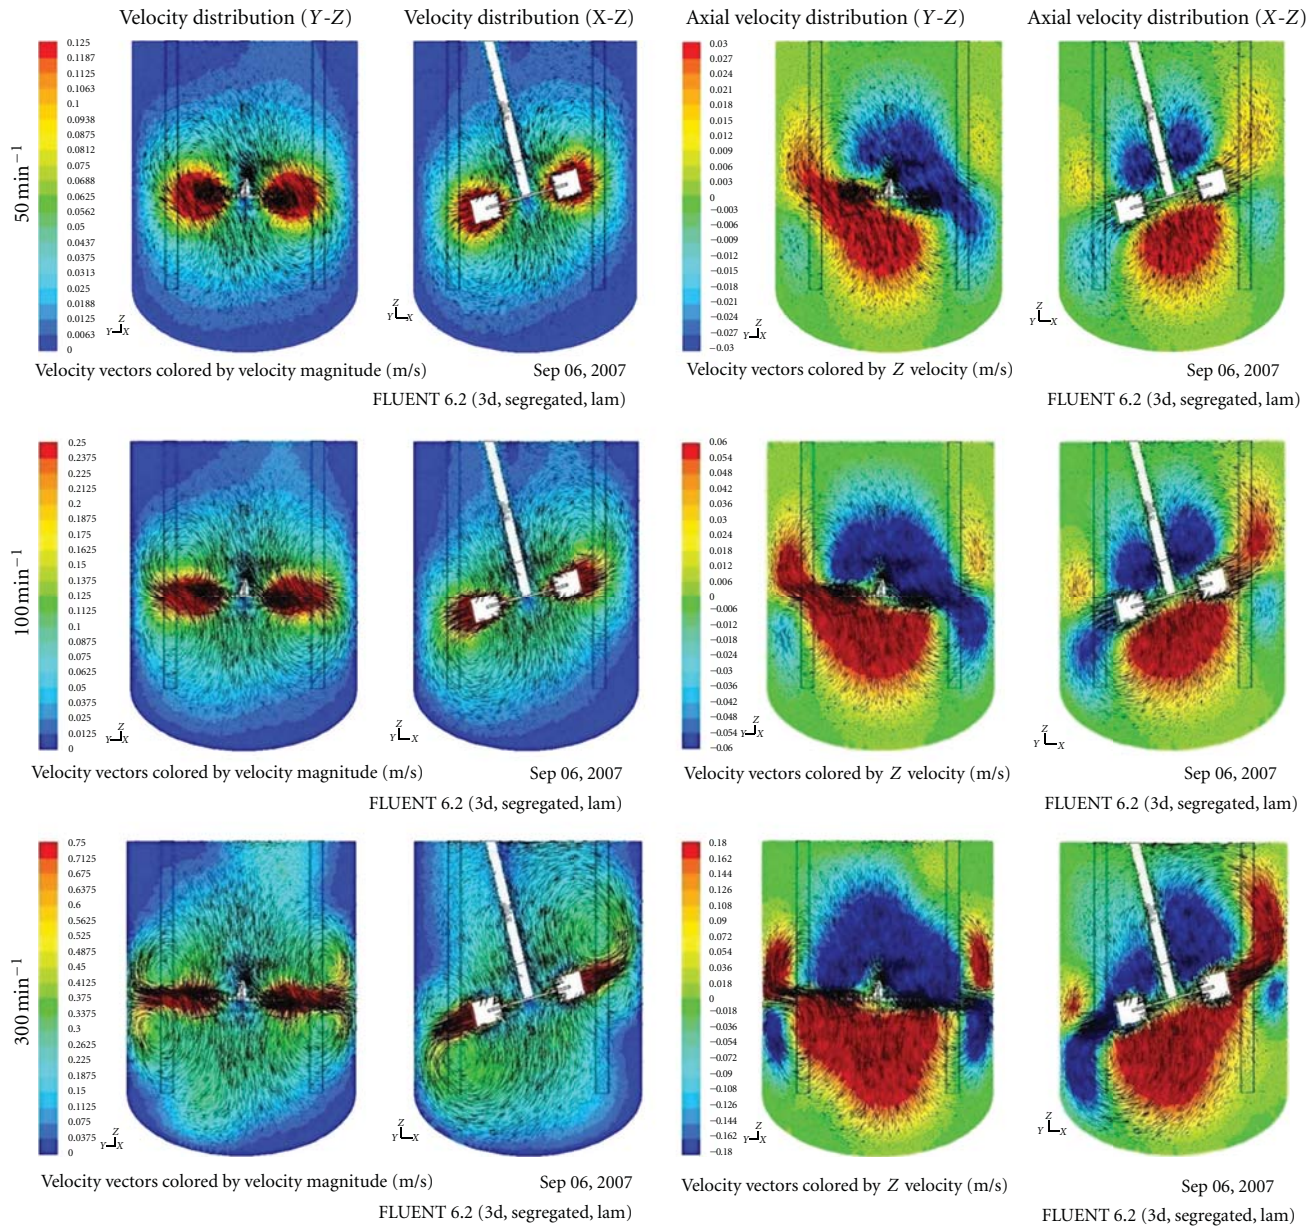 Velocity distribution (Y-Z)
Velocity distribution (X-Z)
Axial velocity distribution (Y-Z)
Axial velocity distribution (X-Z)
50 min−1
0.125
0.1187
0.1125
0.1063
0.1
0.0938
0.0875
0.0812
0.075
0.0688
0.0625
0.0562
0.05
0.0437
0.0375
0.0313
0.025
0.0188
0.0125
0.0063
0
Z
Y X
Z
Y X
0.03
0.027
0.024
0.021
0.018
0.015
0.012
0.009
0.006
0.003
0
−0.003
−0.006
−0.009
−0.012
−0.015
−0.018
−0.021
−0.024
−0.027
−0.03
Z
Y X
Z
Y X
Velocity vectors colored by velocity magnitude (m/s)
Sep 06, 2007
FLUENT 6.2 (3d, segregated, lam)
Velocity vectors colored by Z velocity (m/s)
Sep 06, 2007
FLUENT 6.2 (3d, segregated, lam)
100 min−1
0.25
0.2375
0.225
0.2125
0.2
0.1875
0.175
0.1625
0.15
0.1375
0.125
0.1125
0.1
0.0875
0.075
0.0625
0.05
0.0375
0.025
0.0125
0
Z
Y X
Z
Y X
0.06
0.054
0.048
0.042
0.036
0.03
0.024
0.018
0.012
0.006
0
−0.006
−0.012
−0.018
−0.024
−0.03
−0.036
−0.042
−0.048
−0.054
−0.06
Z
Y X
Z
Y X
Velocity vectors colored by velocity magnitude (m/s)
Sep 06, 2007
FLUENT 6.2 (3d, segregated, lam)
Velocity vectors colored by Z velocity (m/s)
Sep 06, 2007
FLUENT 6.2 (3d, segregated, lam)
300 min−1
0.75
0.7125
0.675
0.6375
0.6
0.5625
0.525
0.4875
0.45
0.4125
0.375
0.3375
0.3
0.2625
0.225
0.1875
0.15
0.1125
0.075
0.0375
0
Z
Y X
Z
Y X
0.18
0.162
0.144
0.126
0.108
0.09
0.072
0.054
0.036
0.018
0
−0.018
−0.036
−0.054
−0.072
−0.09
−0.108
−0.126
−0.144
−0.162
−0.18
Z
Y X
Z
Y X
Velocity vectors colored by velocity magnitude (m/s)
Sep 06, 2007
FLUENT 6.2 (3d, segregated, lam)
Velocity vectors colored by Z velocity (m/s)
Sep 06, 2007
FLUENT 6.2 (3d, segregated, lam)